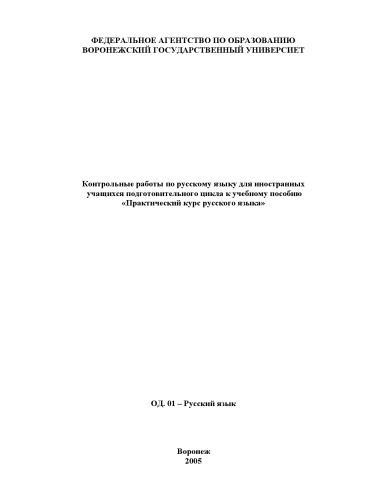 ФЕДЕРАЛЬНОЕ АГЕНТСТВО ПО ОБРАЗОВАНИЮ
ВОРОНЕЖСКИЙ ГОСУДАРСТВЕННЫЙ УНИВЕРСИЕТ
Контрольные работы по русскому языку для иностранных
учащихся подготовительного цикла к учебному пособию
«Практический курс русского языка»
ОД. 01 – Русский язык
Воронеж
2005